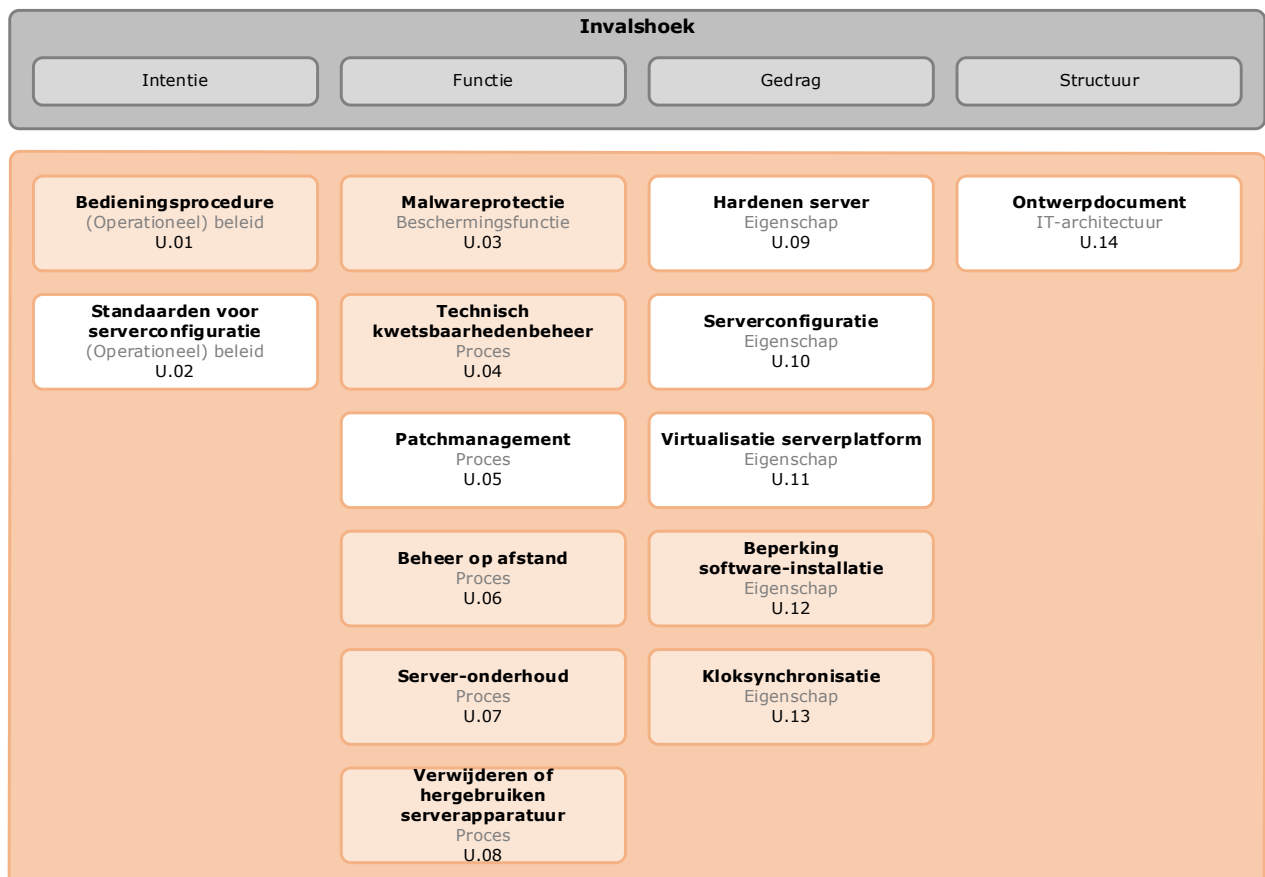 Invalshoek
Intentie
Functie
Gedrag
Structuur
Bedieningsprocedure
(Operationeel) beleid
U.01
Malwareprotectie
Beschermingsfunctie
U.03
Hardenen server
Eigenschap
U.09
Ontwerpdocument
IT-architectuur
U.14
Standaarden voor
serverconfiguratie
(Operationeel) beleid
U.02
Technisch
kwetsbaarhedenbeheer
Proces
U.04
Serverconfiguratie
Eigenschap
U.10
Patchmanagement
Proces
U.05
Virtualisatie serverplatform
Eigenschap
U.11
Beheer op afstand
Proces
U.06
Beperking
software-installatie
Eigenschap
U.12
Server-onderhoud
Proces
U.07
Kloksynchronisatie
Eigenschap
U.13
Verwijderen of
hergebruiken
serverapparatuur
Proces
U.08